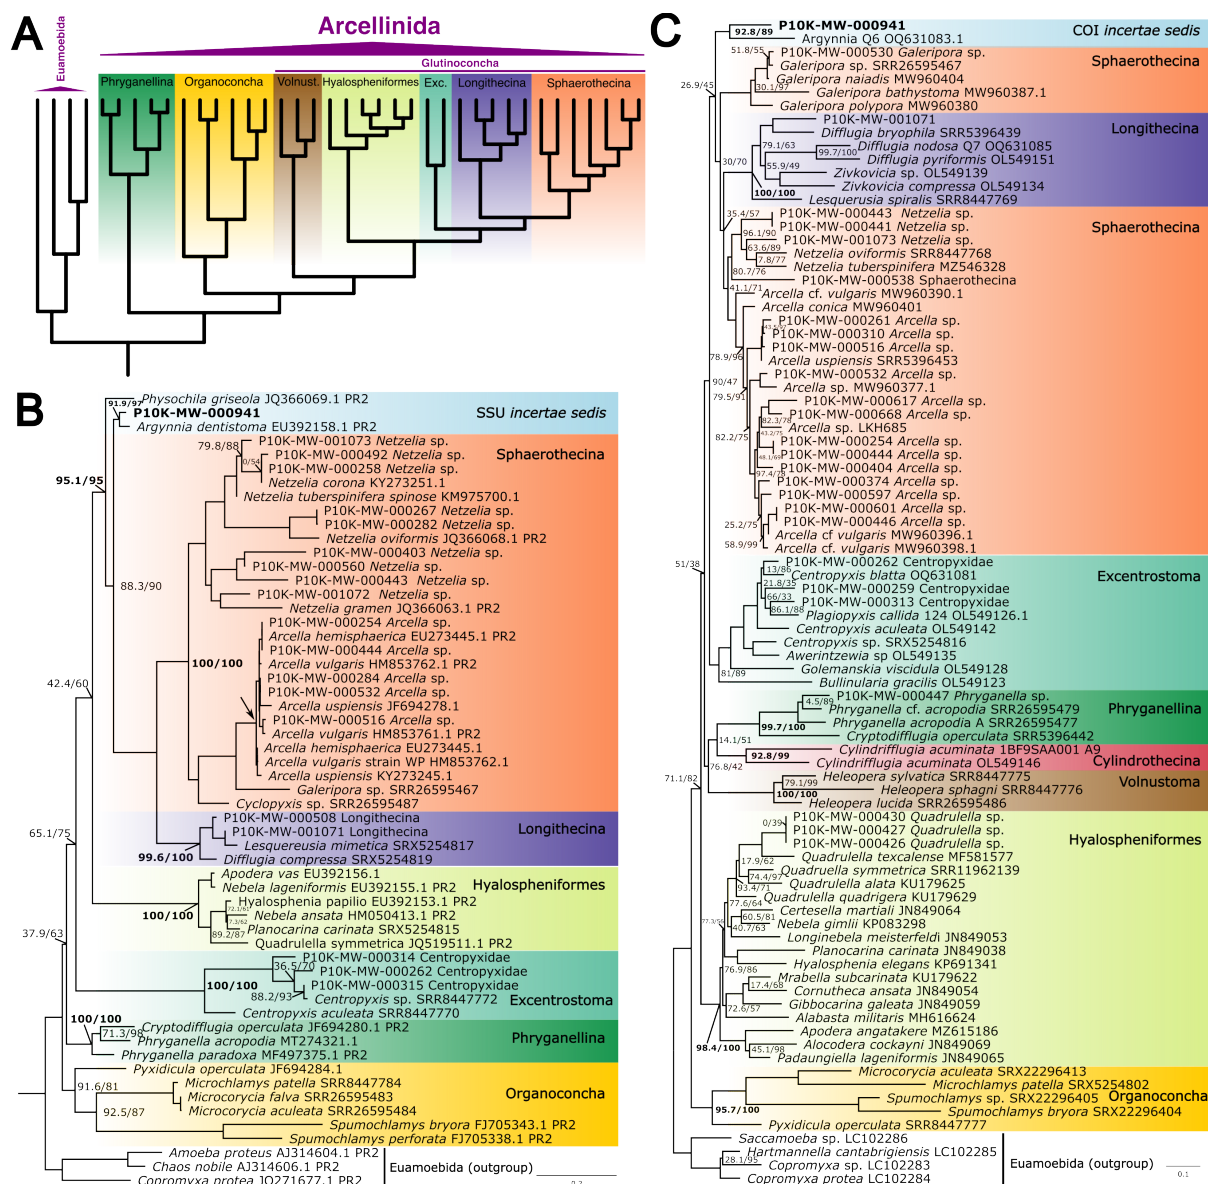 A
Arcellinida
Euamoebida
Glutinoconcha
Phryganellina
Organoconcha
Volnust.
Hyalospheniformes
Exc.
Longithecina
Sphaerothecina
B
Physochila griseola JQ366069.1 PR2
91.9/97
P10K-MW-000941
SSU incertae sedis
Argynnia dentistoma EU392158.1 PR2
P10K-MW-001073 Netzelia sp.
79.8/88
P10K-MW-000492 Netzelia sp.
Sphaerothecina
0/54
P10K-MW-000258 Netzelia sp.
Netzelia corona KY273251.1
95.1/95
Netzelia tuberspinifera spinose KM975700.1
P10K-MW-000267 Netzelia sp.
P10K-MW-000282 Netzelia sp.
Netzelia oviformis JQ366068.1 PR2
P10K-MW-000403 Netzelia sp.
P10K-MW-000560 Netzelia sp.
88.3/90
P10K-MW-000443 Netzelia sp.
P10K-MW-001072 Netzelia sp.
Netzelia gramen JQ366063.1 PR2
P10K-MW-000254 Arcella sp.
Arcella hemisphaerica EU273445.1 PR2
P10K-MW-000444 Arcella sp.
100/100
Arcella vulgaris HM853762.1 PR2
P10K-MW-000284 Arcella sp.
42.4/60
P10K-MW-000532 Arcella sp.
Arcella uspiensis JF694278.1
P10K-MW-000516 Arcella sp.
Arcella vulgaris HM853761.1 PR2
Arcella hemisphaerica EU273445.1
Arcella vulgaris strain WP HM853762.1
Arcella uspiensis KY273245.1
Galeripora sp. SRR26595467
Cyclopyxis sp. SRR26595487
P10K-MW-000508 Longithecina
P10K-MW-001071 Longithecina
Longithecina
65.1/75
Lesquereusia mimetica SRX5254817
99.6/100
Difflugia compressa SRX5254819
Apodera vas EU392156.1
Nebela lageniformis EU392155.1 PR2
Hyalospheniformes
Hyalosphenia papilio EU392153.1 PR2
72.1/61
100/100
Nebela ansata HM050413.1 PR2
7.3/62
Planocarina carinata SRX5254815
89.2/87
37.9/63
Quadrulella symmetrica JQ519511.1 PR2
P10K-MW-000314 Centropyxidae
36.5/70
P10K-MW-000262 Centropyxidae
100/100
P10K-MW-000315 Centropyxidae
88.2/93
Centropyxis sp. SRR8447772
Excentrostoma
Centropyxis aculeata SRR8447770
100/100
Cryptodifflugia operculata JF694280.1 PR2
71.3/98
Phryganella acropodia MT274321.1
Phryganellina
Phryganella paradoxa MF497375.1 PR2
Pyxidicula operculata JF694284.1
91.6/81
Microchlamys patella SRR8447784
Microcorycia falva SRR26595483
Organoconcha
92.5/87
Microcorycia aculeata SRR26595484
Spumochlamys bryora FJ705343.1 PR2
Spumochlamys perforata FJ705338.1 PR2
Amoeba proteus AJ314604.1 PR2
Chaos nobile AJ314606.1 PR2
Euamoebida (outgroup)
Copromyxa protea JQ271677.1 PR2
0.2
C
P10K-MW-000941
92.8/89
COI incertae sedis
Argynnia Q6 OQ631083.1
51.8/55
P10K-MW-000530 Galeripora sp.
Galeripora sp. SRR26595467
Sphaerothecina
Galeripora naiadis MW960404
26.9/45
30.1/97
Galeripora bathystoma MW960387.1
Galeripora polypora MW960380
P10K-MW-001071
Longithecina
Difflugia bryophila SRR5396439
79.1/63
Difflugia nodosa Q7 OQ631085
99.7/100
30/70
Difflugia pyriformis OL549151
55.9/49
Zivkovicia sp. OL549139
Zivkovicia compressa OL549134
100/100
Lesquerusia spiralis SRR8447769
35.4/57
P10K-MW-000443 Netzelia sp.
P10K-MW-000441 Netzelia sp.
Sphaerothecina
96.1/90
P10K-MW-001073 Netzelia sp.
63.6/89
Netzelia oviformis SRR8447768
7.8/77
Netzelia tuberspinifera MZ546328
80.7/76
P10K-MW-000538 Sphaerothecina
41.1/71
Arcella cf. vulgaris MW960390.1
Arcella conica MW960401
P10K-MW-000261 Arcella sp.
P10K-MW-000310 Arcella sp.
P10K-MW-000516 Arcella sp.
78.9/96
Arcella uspiensis SRR5396453
P10K-MW-000532 Arcella sp.
90/47
Arcella sp. MW960377.1
79.5/91
P10K-MW-000617 Arcella sp.
P10K-MW-000668 Arcella sp.
82.3/78
Arcella sp. LKH685
43.2/75
82.2/75
P10K-MW-000254 Arcella sp.
P10K-MW-000444 Arcella sp.
48.1/69
P10K-MW-000404 Arcella sp.
97.4/78
P10K-MW-000374 Arcella sp.
P10K-MW-000597 Arcella sp.
P10K-MW-000601 Arcella sp.
25.2/75
P10K-MW-000446 Arcella sp.
Arcella cf vulgaris MW960396.1
58.9/99
Arcella cf. vulgaris MW960398.1
51/38
P10K-MW-000262 Centropyxidae
13/86
Centropyxis blatta OQ631081
Excentrostoma
21.8/35
P10K-MW-000259 Centropyxidae
66/33
P10K-MW-000313 Centropyxidae
86.1/88
Plagiopyxis callida 124 OL549126.1
Centropyxis aculeata OL549142
Centropyxis sp. SRX5254816
Awerintzewia sp OL549135
81/89
Golemanskia viscidula OL549128
Bullinularia gracilis OL549123
P10K-MW-000447 Phryganella sp.
4.5/89
Phryganella cf. acropodia SRR26595479
Phryganellina
99.7/100
Phryganella acropodia A SRR26595477
Cryptodifflugia operculata SRR5396442
14.1/51
Cylindrifflugia acuminata 1BF9SAA001 A9
92.8/99
Cylindrothecina
76.8/42
Cylindrifflugia acuminata OL549146
71.1/82
Heleopera sylvatica SRR8447775
Volnustoma
79.1/99
Heleopera sphagni SRR8447776
100/100
Heleopera lucida SRR26595486
P10K-MW-000430 Quadrulella sp.
0/39
P10K-MW-000427 Quadrulella sp.
Hyalospheniformes
P10K-MW-000426 Quadrulella sp.
17.9/62
Quadrulella texcalense MF581577
Quadruella symmetrica SRR11962139
74.4/97
Quadrulella alata KU179625
93.4/71
Quadrulella quadrigera KU179629
77.6/64
Certesella martiali JN849064
60.5/81
77.3/56
Nebela gimlii KP083298
40.7/63
Longinebela meisterfeldi JN849053
Planocarina carinata JN849038
Hyalosphenia elegans KP691341
76.9/86
Mrabella subcarinata KU179622
17.4/68
Cornutheca ansata JN849054
Gibbocarina galeata JN849059
72.6/57
Alabasta militaris MH616624
Apodera angatakere MZ615186
98.4/100
Alocodera cockayni JN849069
45.1/98
Padaungiella lageniformis JN849065
Microcorycia aculeata SRX22296413
Microchlamys patella SRX5254802
Organoconcha
Spumochlamys sp. SRX22296405
95.7/100
Spumochlamys bryora SRX22296404
Pyxidicula operculata SRR8447777
Saccamoeba sp. LC102286
Hartmannella cantabrigiensis LC102285
28.1/95
Copromyxa sp. LC102283
Euamoebida (outgroup)
Copromyxa protea LC102284
0.1